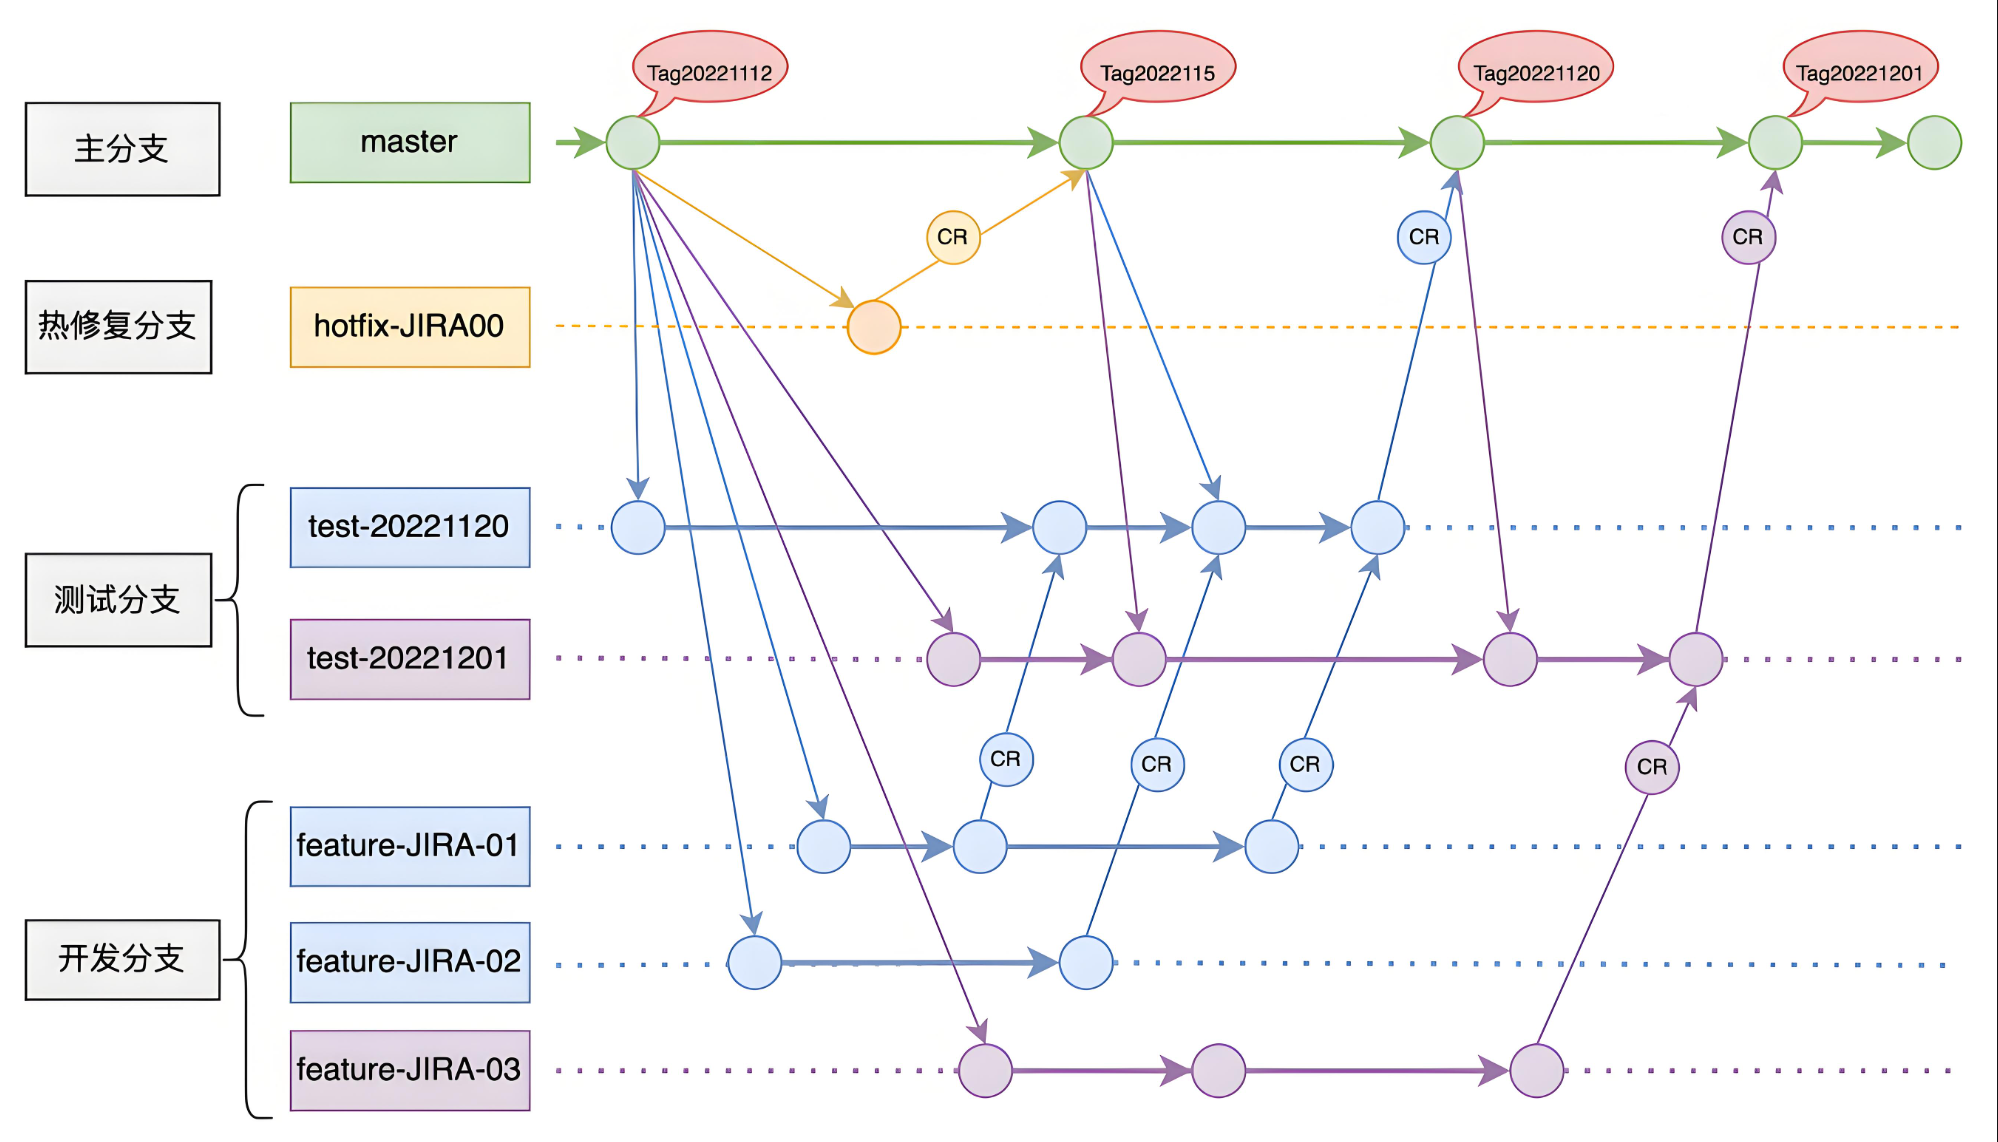 Tag20221112
Tag2022115
Tag20221120
Tag20221201
主分支
master
CR
CR
CR
热修复分支
hotfix-JIRA00
test-20221120
测试分支
test-20221201
CR
CR
CR
CR
feature-JIRA-01
开发分支
feature-JIRA-02
feature-JIRA-03